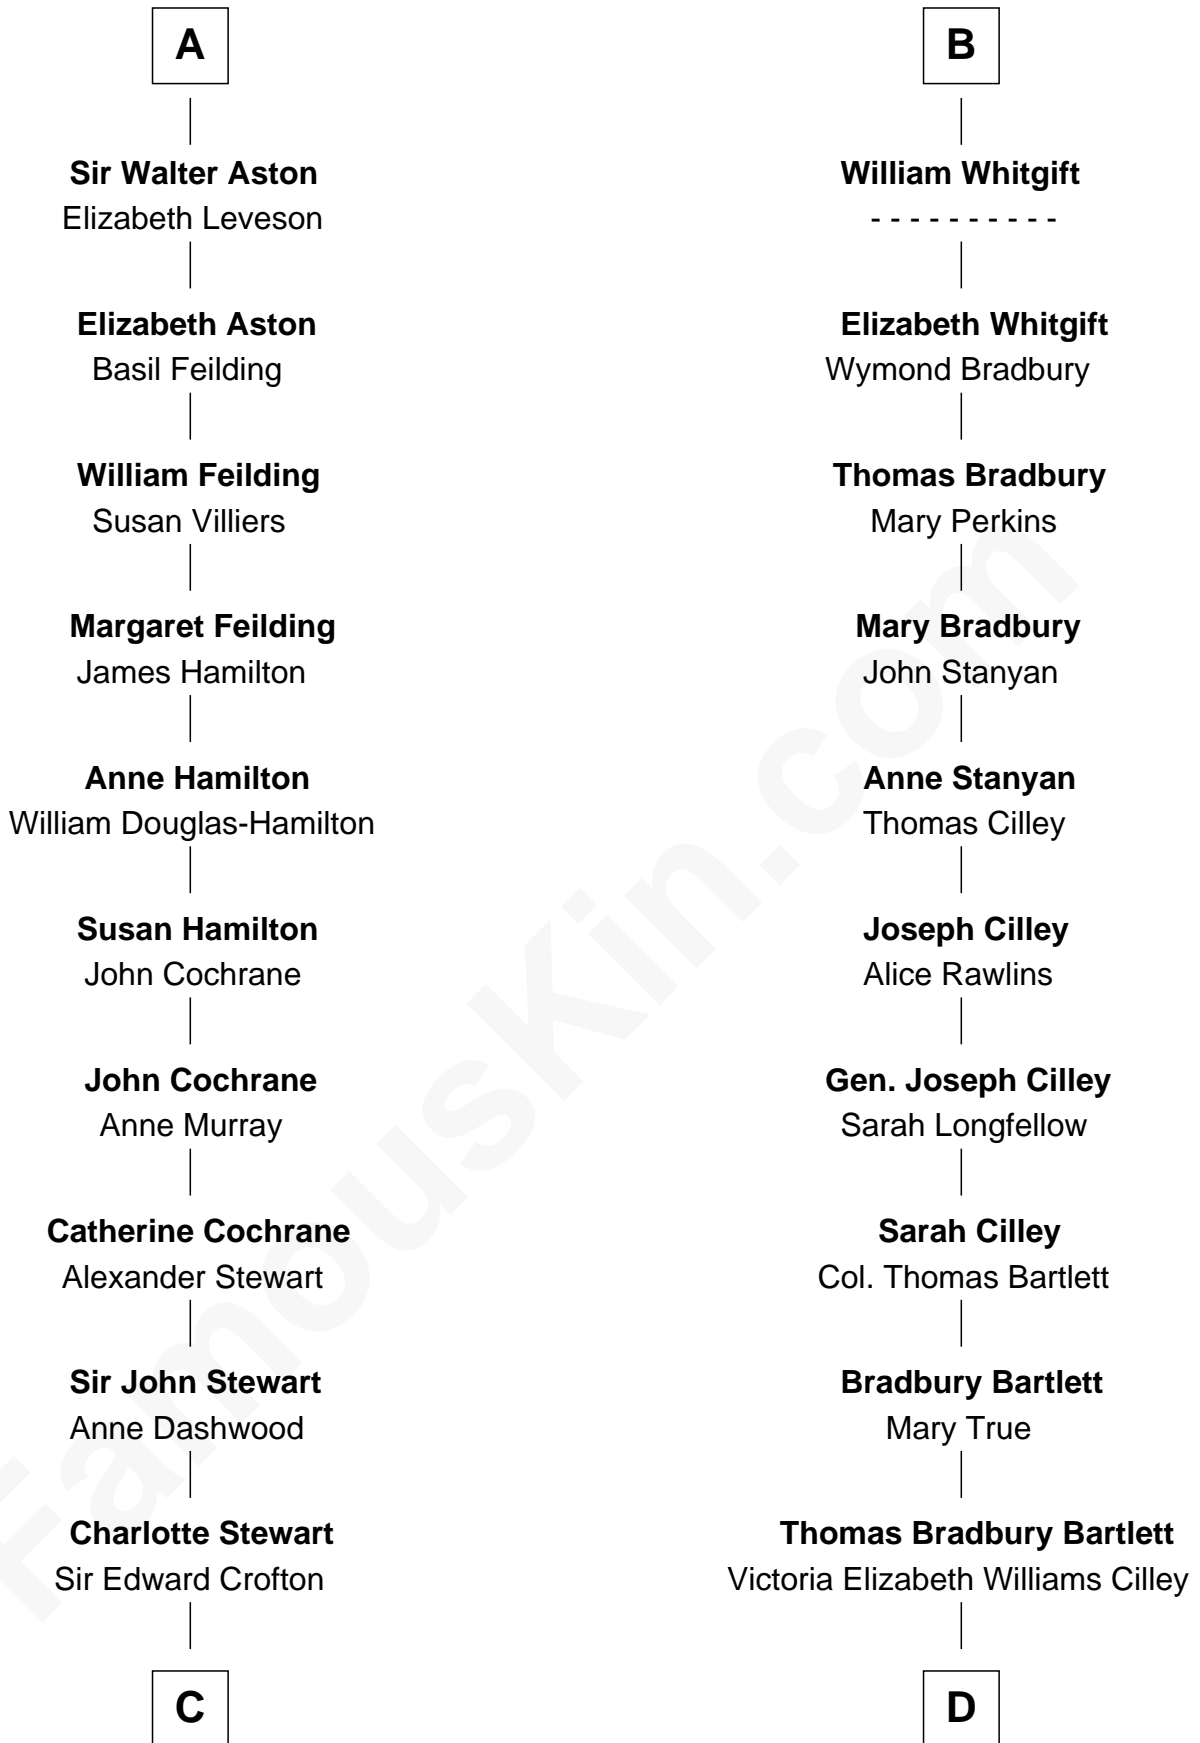 A
Sir Walter Aston
Elizabeth Leveson
Elizabeth Aston
Basil Feilding
William Feilding
Susan Villiers
Margaret Feilding
James Hamilton
Anne Hamilton
William Douglas-Hamilton
Susan Hamilton
John Cochrane
John Cochrane
Anne Murray
Catherine Cochrane
Alexander Stewart
Sir John Stewart
Anne Dashwood
Charlotte Stewart
Sir Edward Crofton
C
B
William Whitgift
- - - - - - - - - -
Elizabeth Whitgift
Wymond Bradbury
Thomas Bradbury
Mary Perkins
Mary Bradbury
John Stanyan
Anne Stanyan
Thomas Cilley
Joseph Cilley
Alice Rawlins
Gen. Joseph Cilley
Sarah Longfellow
Sarah Cilley
Col. Thomas Bartlett
Bradbury Bartlett
Mary True
Thomas Bradbury Bartlett
Victoria Elizabeth Williams Cilley
D
FamousKin.com